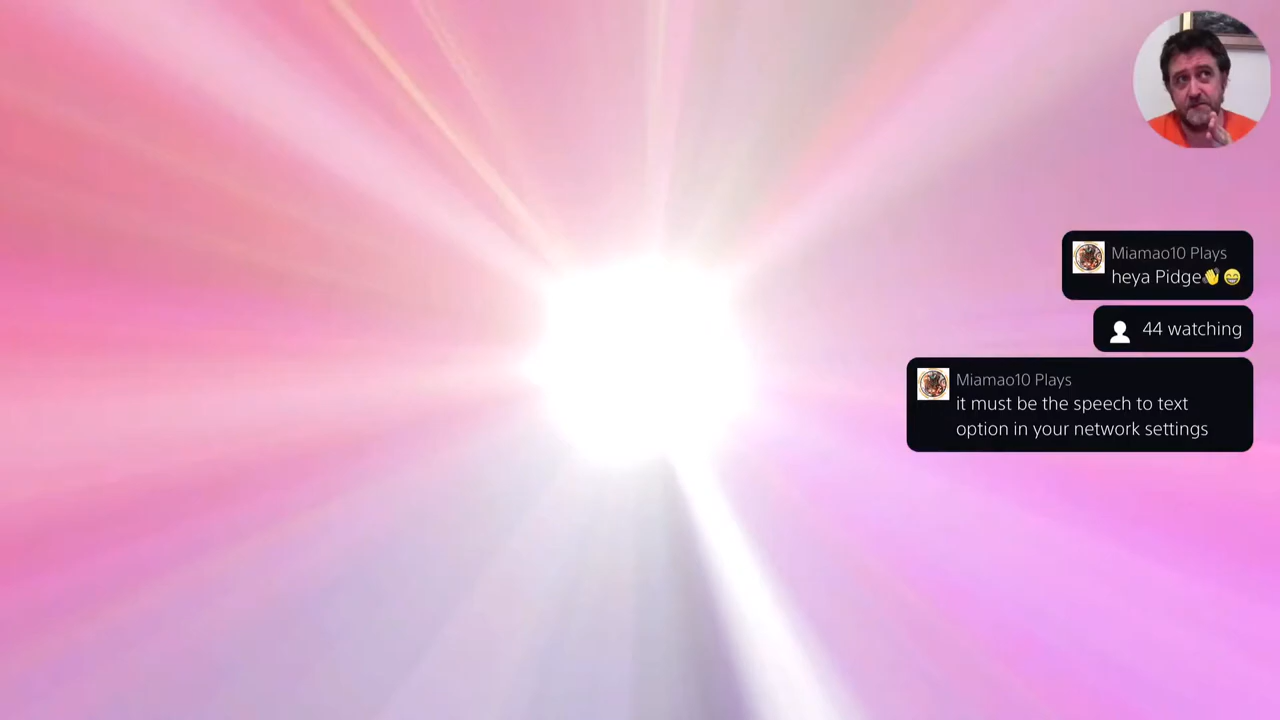 Miamao10 Plays
heya Pidge👋😁
44 watching
Miamao10 Plays
it must be the speech to text
option in your network settings